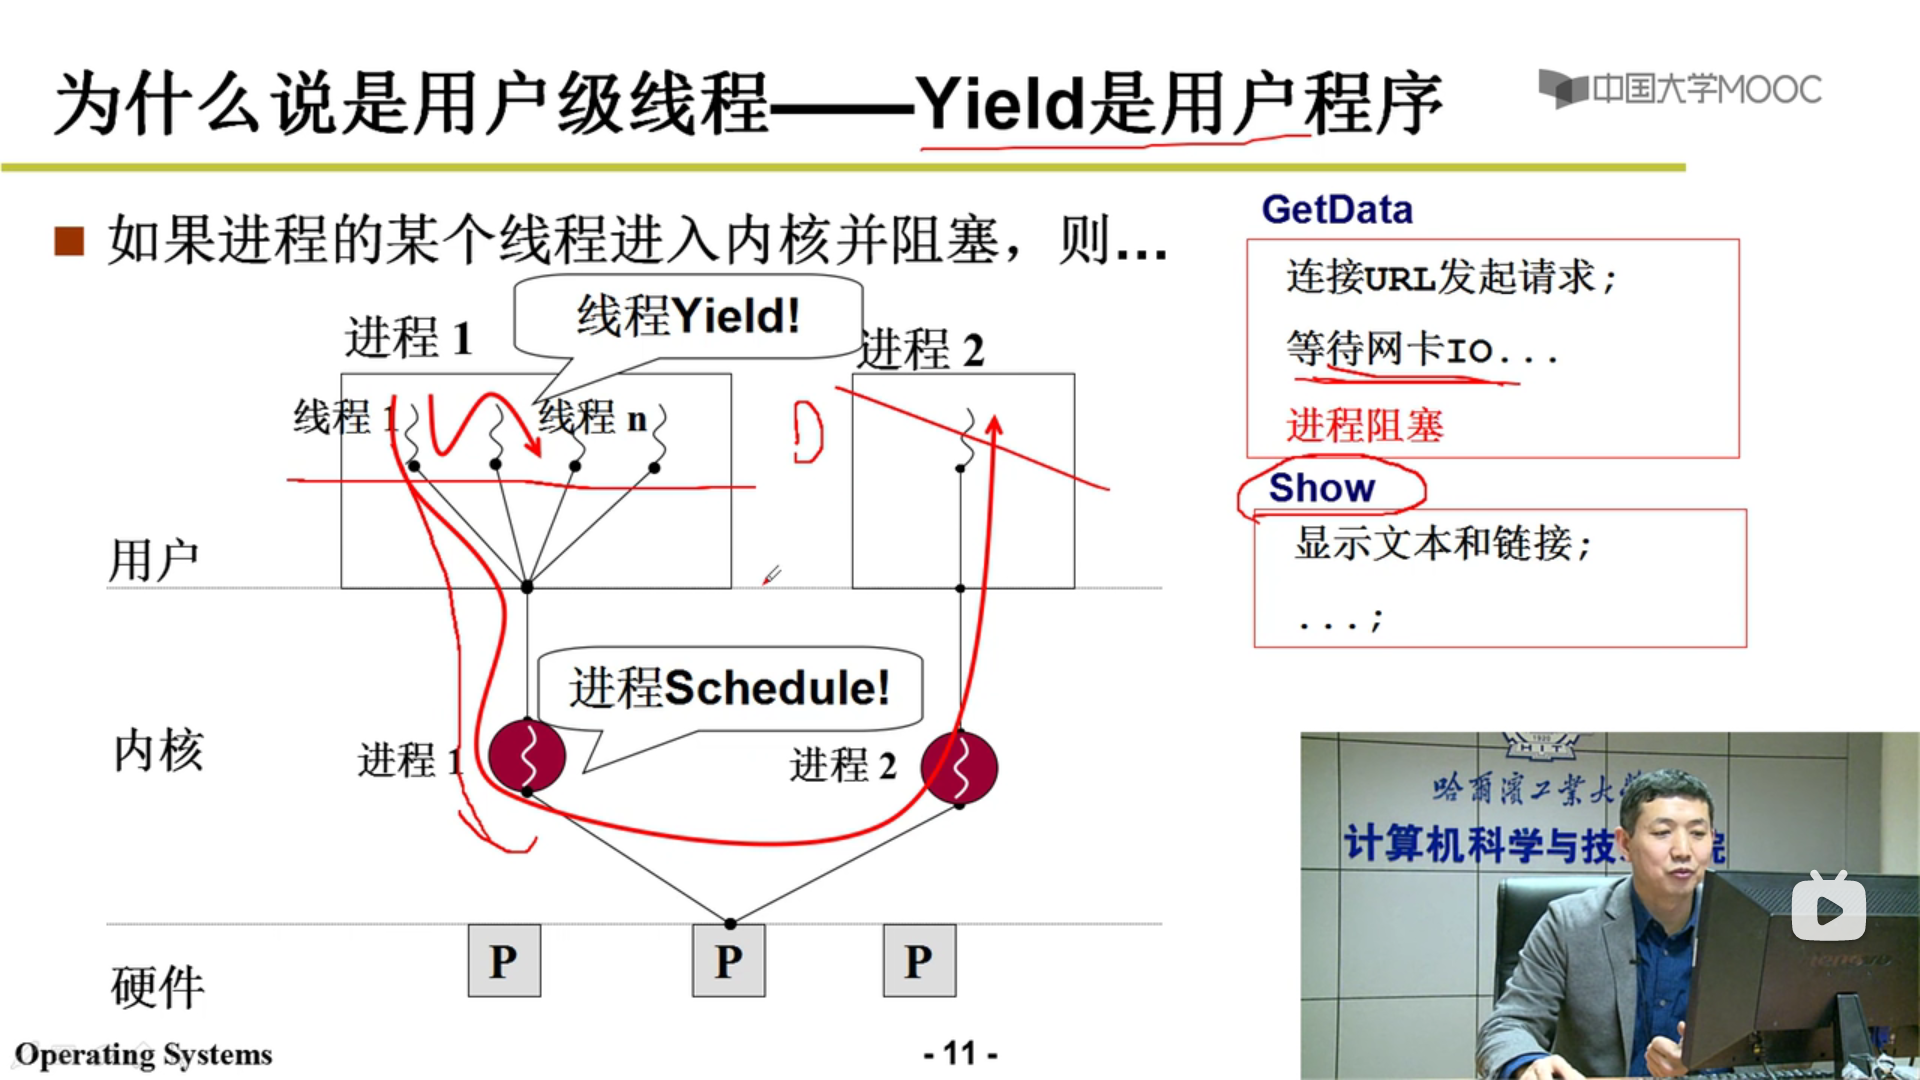 为什么说是用户级线程——Yield是用户程序
中国大学MOOC
如果进程的某个线程进入内核并阻塞，则...
GetData
连接URL发起请求;
等待网卡IO...
进程阻塞
Show
显示文本和链接;
...;
线程Yield!
进程 1
进程 2
线程 1
线程 n
用户
进程Schedule!
内核
进程 1
进程 2
P
P
P
硬件
Operating Systems
- 11 -
1920
HIT
哈爾濱工業大學
计算机科学与技
院